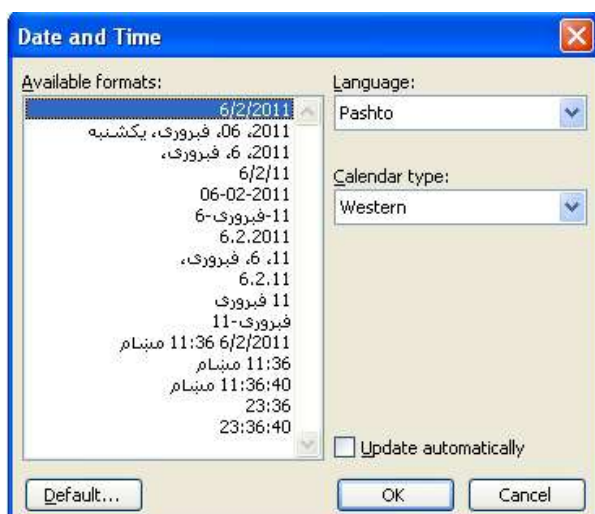 Date and Time
Available formats:
6/2/2011
2011، 06، فبروری، یکشنبه
2011، 6، فبروری،
6/2/11
06-02-2011
11-فبروری-6
6.2.2011
11، 6، فبروری،
6.2.11
11 فبروری
فبروری-11
6/2/2011 11:36 مښام
11:36 مښام
11:36:40 مښام
23:36
23:36:40
Language:
Pashto
Calendar type:
Western
Update automatically
Default...
OK
Cancel